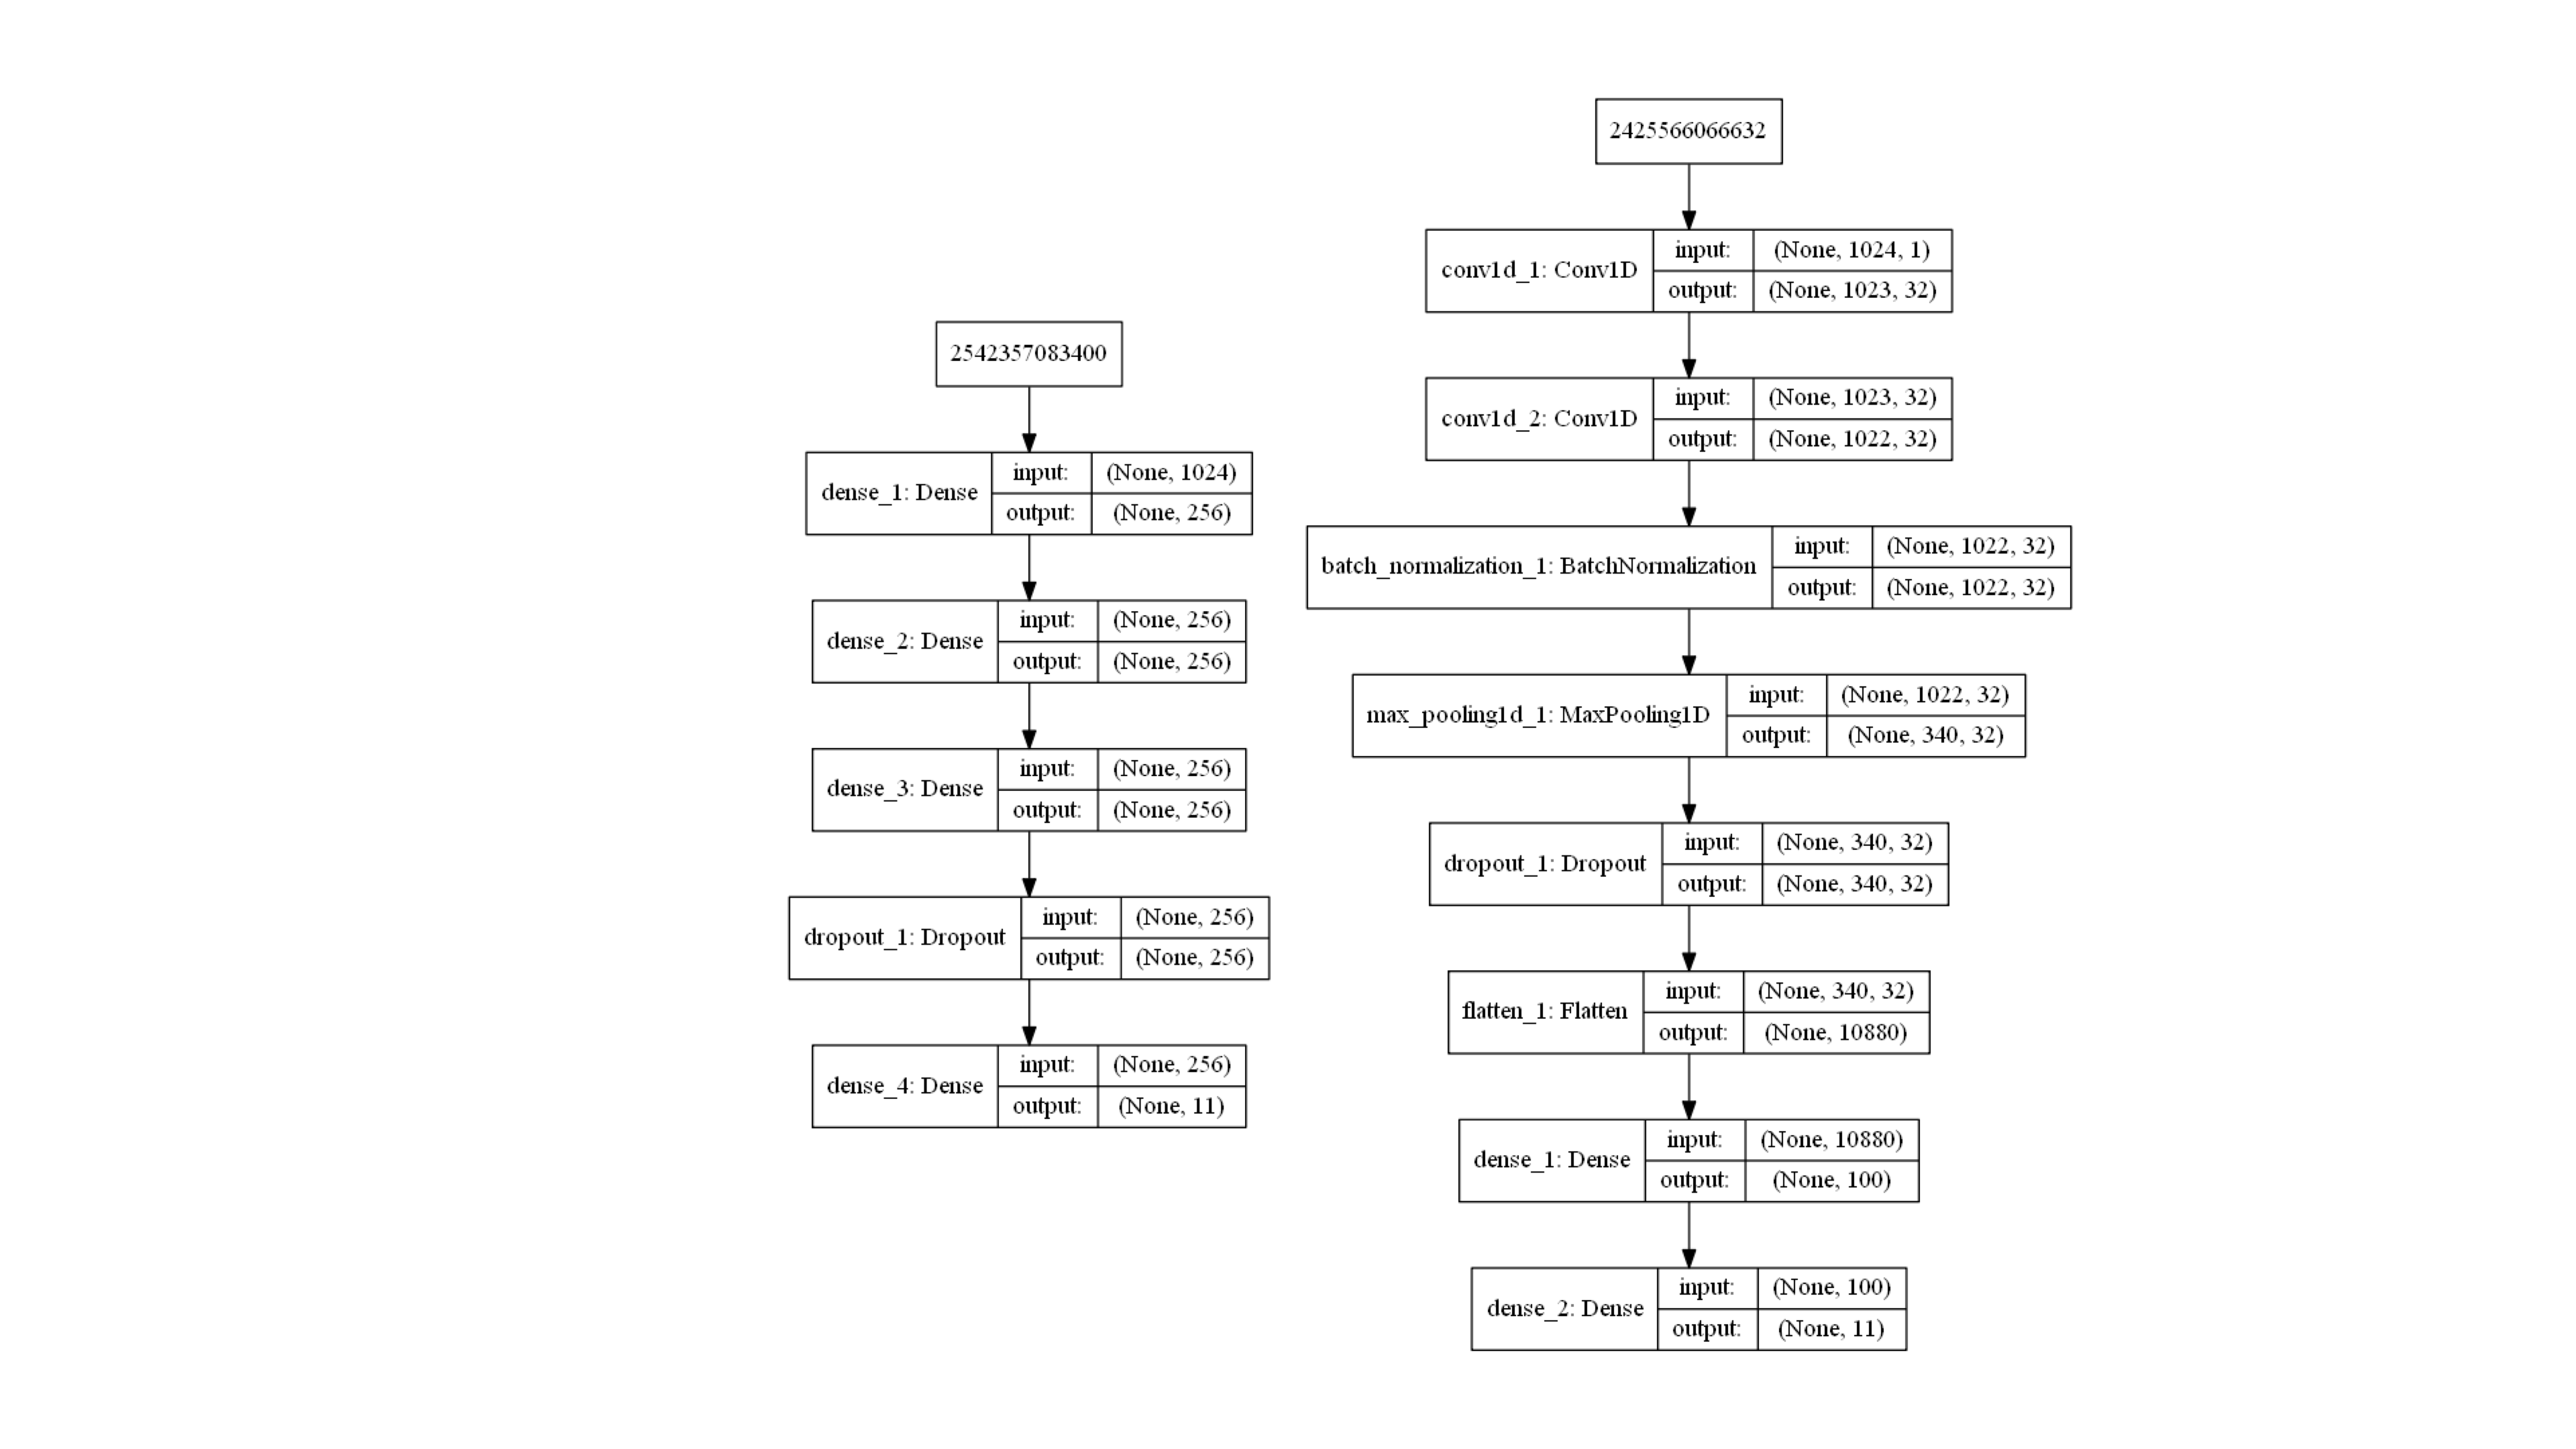 2542357083400
dense_1: Dense
input:
(None, 1024)
output:
(None, 256)
dense_2: Dense
input:
(None, 256)
output:
(None, 256)
dense_3: Dense
input:
(None, 256)
output:
(None, 256)
dropout_1: Dropout
input:
(None, 256)
output:
(None, 256)
dense_4: Dense
input:
(None, 256)
output:
(None, 11)
2425566066632
conv1d_1: Conv1D
input:
(None, 1024, 1)
output:
(None, 1023, 32)
conv1d_2: Conv1D
input:
(None, 1023, 32)
output:
(None, 1022, 32)
batch_normalization_1: BatchNormalization
input:
(None, 1022, 32)
output:
(None, 1022, 32)
max_pooling1d_1: MaxPooling1D
input:
(None, 1022, 32)
output:
(None, 340, 32)
dropout_1: Dropout
input:
(None, 340, 32)
output:
(None, 340, 32)
flatten_1: Flatten
input:
(None, 340, 32)
output:
(None, 10880)
dense_1: Dense
input:
(None, 10880)
output:
(None, 100)
dense_2: Dense
input:
(None, 100)
output:
(None, 11)